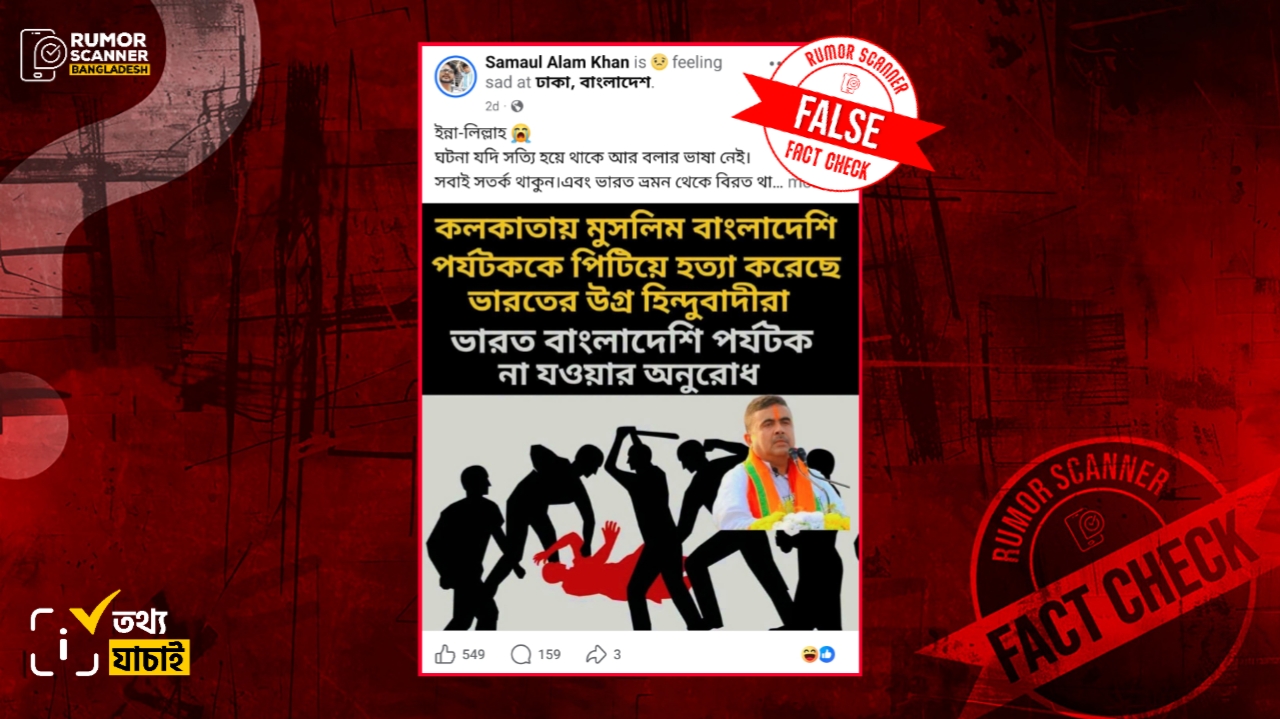 RUMOR
SCANNER
BANGLADESH
Samaul Alam Khan is 😔 feeling
sad at ঢাকা, বাংলাদেশ.
2d
ইন্না-লিল্লাহ 😭
ঘটনা যদি সত্যি হয়ে থাকে আর বলার ভাষা নেই।
সবাই সতর্ক থাকুন।এবং ভারত ভ্রমন থেকে বিরত থা...
RUMOR SCANNER
FALSE
FACT CHECK
কলকাতায় মুসলিম বাংলাদেশি
পর্যটককে পিটিয়ে হত্যা করেছে
ভারতের উগ্র হিন্দুবাদীরা
ভারত বাংলাদেশি পর্যটক
না যওয়ার অনুরোধ
549
159
3
তথ্য
যাচাই
RUMOR SCANNER
FACT CHECK